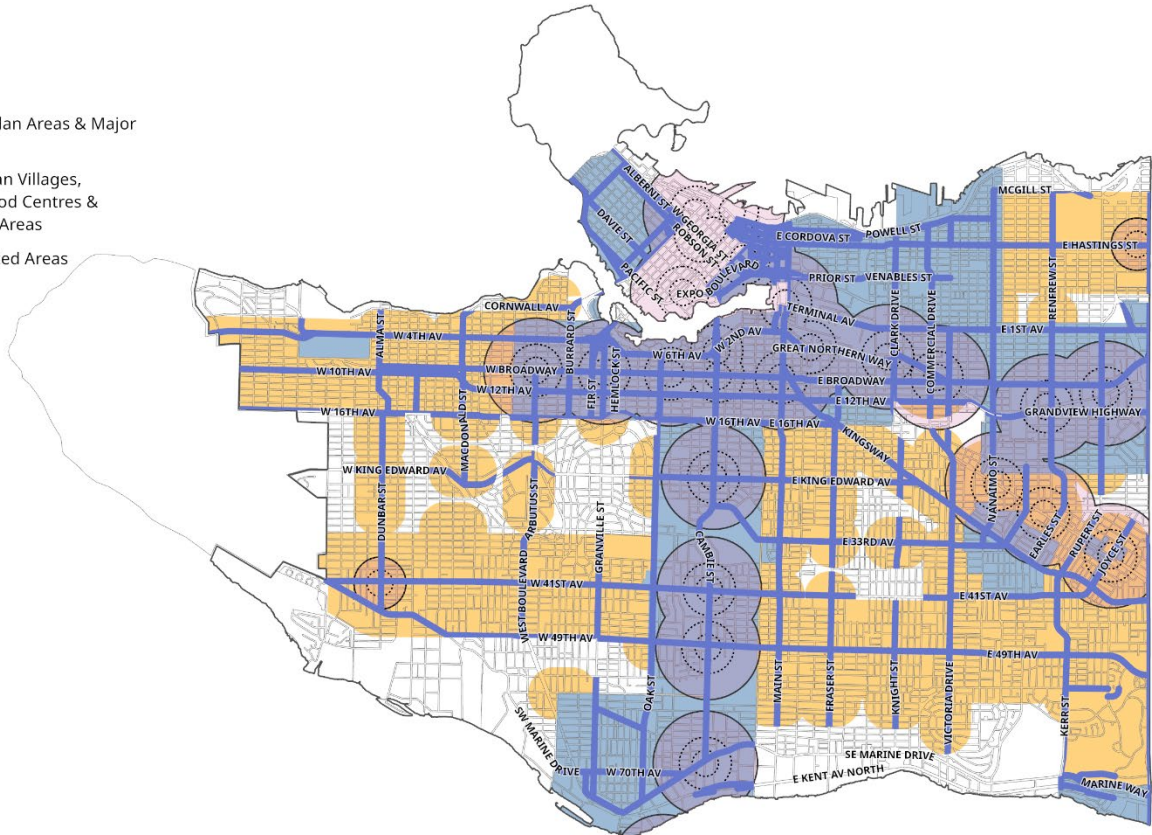 lan Areas & Major
an Villages,
od Centres &
Areas
ed Areas
MCGILL ST
ALBERNI ST
W GEORGIA ST
ROBSON ST
DAVIE ST
PACIFIC ST
EXPO BOULEVARD
E CORDOVA ST
POWELL ST
E HASTINGS ST
RENFREW ST
PRIOR ST
VENABLES ST
CORNWALL AV
TERMINAL AV
CLARK DRIVE
COMMERCIAL DRIVE
E 1ST AV
ALMA ST
W 4TH AV
BURRARD ST
W 2ND AV
W 6TH AV
GREAT NORTHERN WAY
W 10TH AV
W BROADWAY
E BROADWAY
FIR ST
HEMLOCK ST
W 12TH AV
E 12TH AV
W 16TH AV
MACDONALD ST
W 16TH AV
E 16TH AV
GRANDVIEW HIGHWAY
KINGSWAY
W KING EDWARD AV
E KING EDWARD AV
NANAIMO ST
DUNBAR ST
ARBUTUS ST
GRANVILLE ST
CAMBIE ST
E 33RD AV
EARLES ST
RUPERT ST
JOYCE ST
W 41ST AV
E 41ST AV
WEST BOULEVARD
W 49TH AV
E 49TH AV
OAK ST
MAIN ST
FRASER ST
KNIGHT ST
VICTORIA DRIVE
KERR ST
SW MARINE DRIVE
W 70TH AV
SE MARINE DRIVE
E KENT AV NORTH
MARINE WAY